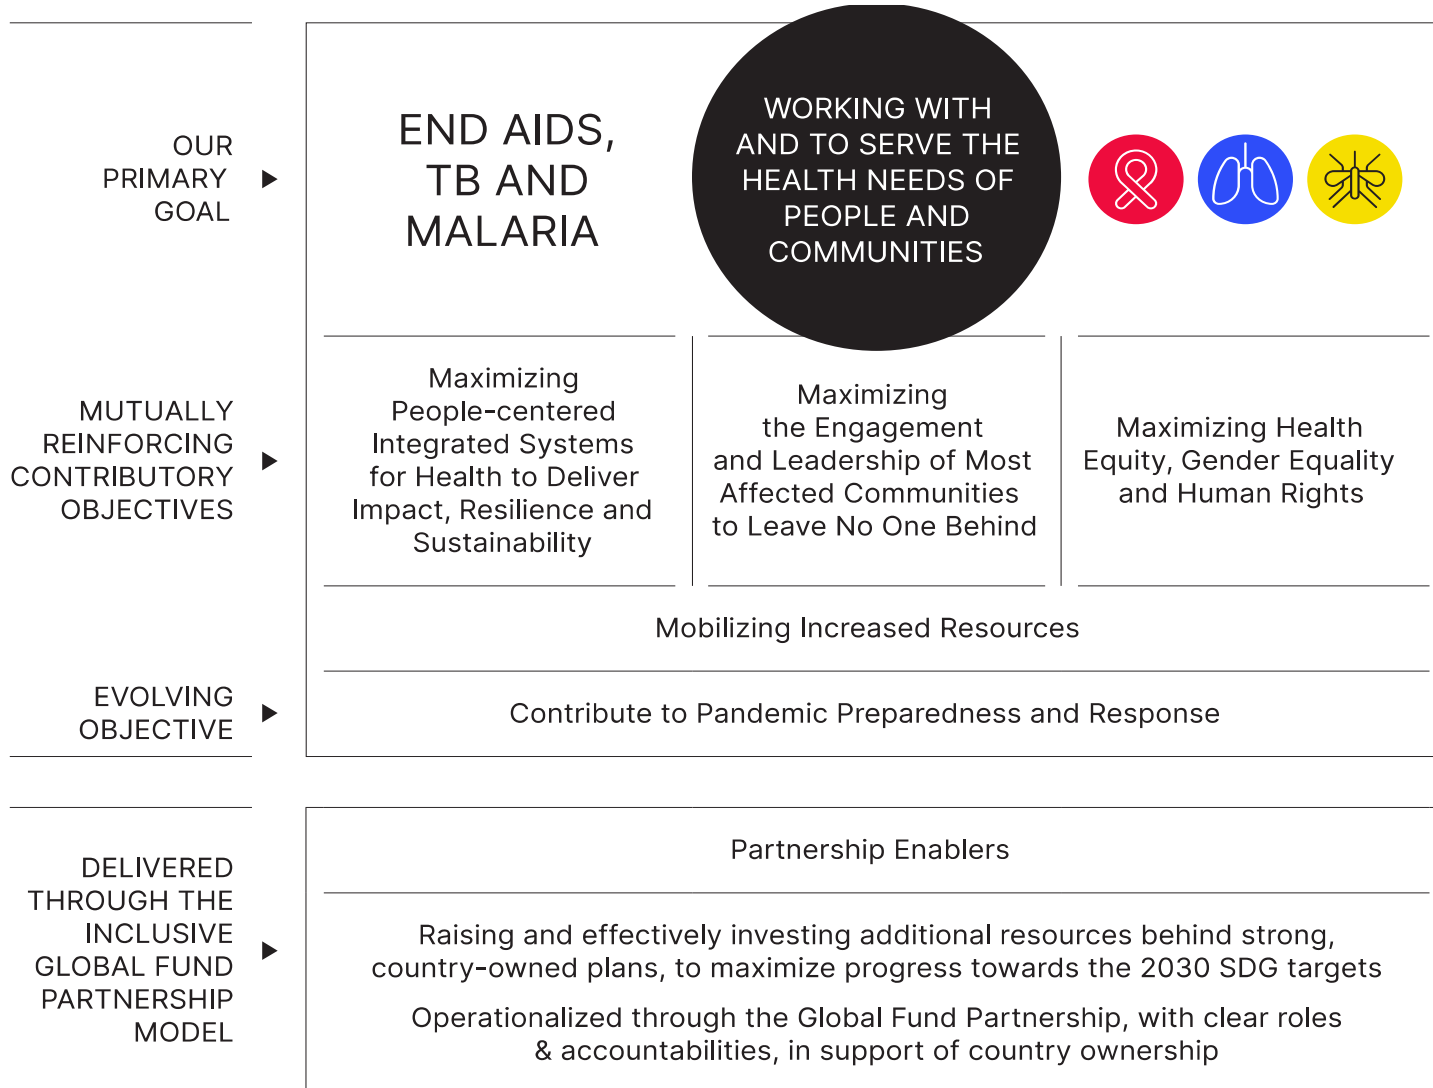 OUR
PRIMARY
GOAL
END AIDS,
TB AND
MALARIA
WORKING WITH
AND TO SERVE THE
HEALTH NEEDS OF
PEOPLE AND
COMMUNITIES
MUTUALLY
REINFORCING
CONTRIBUTORY
OBJECTIVES
Maximizing
People-centered
Integrated Systems
for Health to Deliver
Impact, Resilience and
Sustainability
Maximizing
the Engagement
and Leadership of Most
Affected Communities
to Leave No One Behind
Maximizing Health
Equity, Gender Equality
and Human Rights
Mobilizing Increased Resources
EVOLVING
OBJECTIVE
Contribute to Pandemic Preparedness and Response
DELIVERED
THROUGH THE
INCLUSIVE
GLOBAL FUND
PARTNERSHIP
MODEL
Partnership Enablers
Raising and effectively investing additional resources behind strong,
country-owned plans, to maximize progress towards the 2030 SDG targets
Operationalized through the Global Fund Partnership, with clear roles
& accountabilities, in support of country ownership